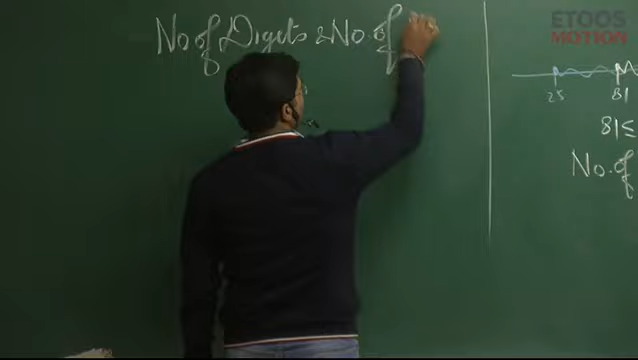 No of Digits & No. of
ETOOS
MOTION
25 81
81 ≤
No. of